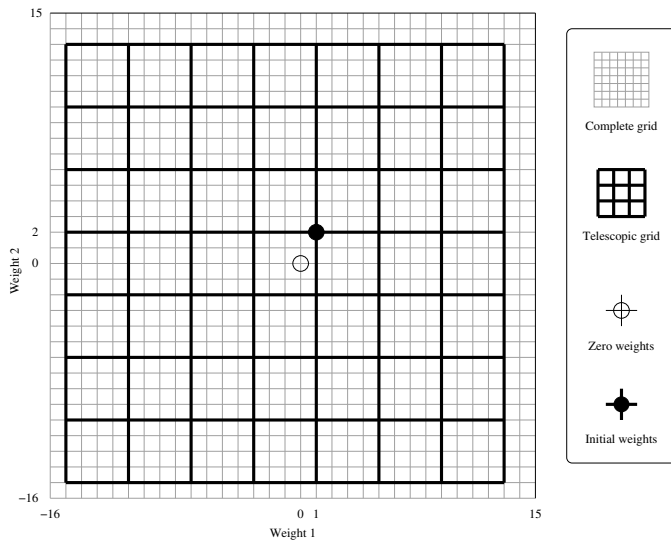 15
2
0
−16
Weight 2
−16
0
1
15
Weight 1
Complete grid
Telescopic grid
Zero weights
Initial weights